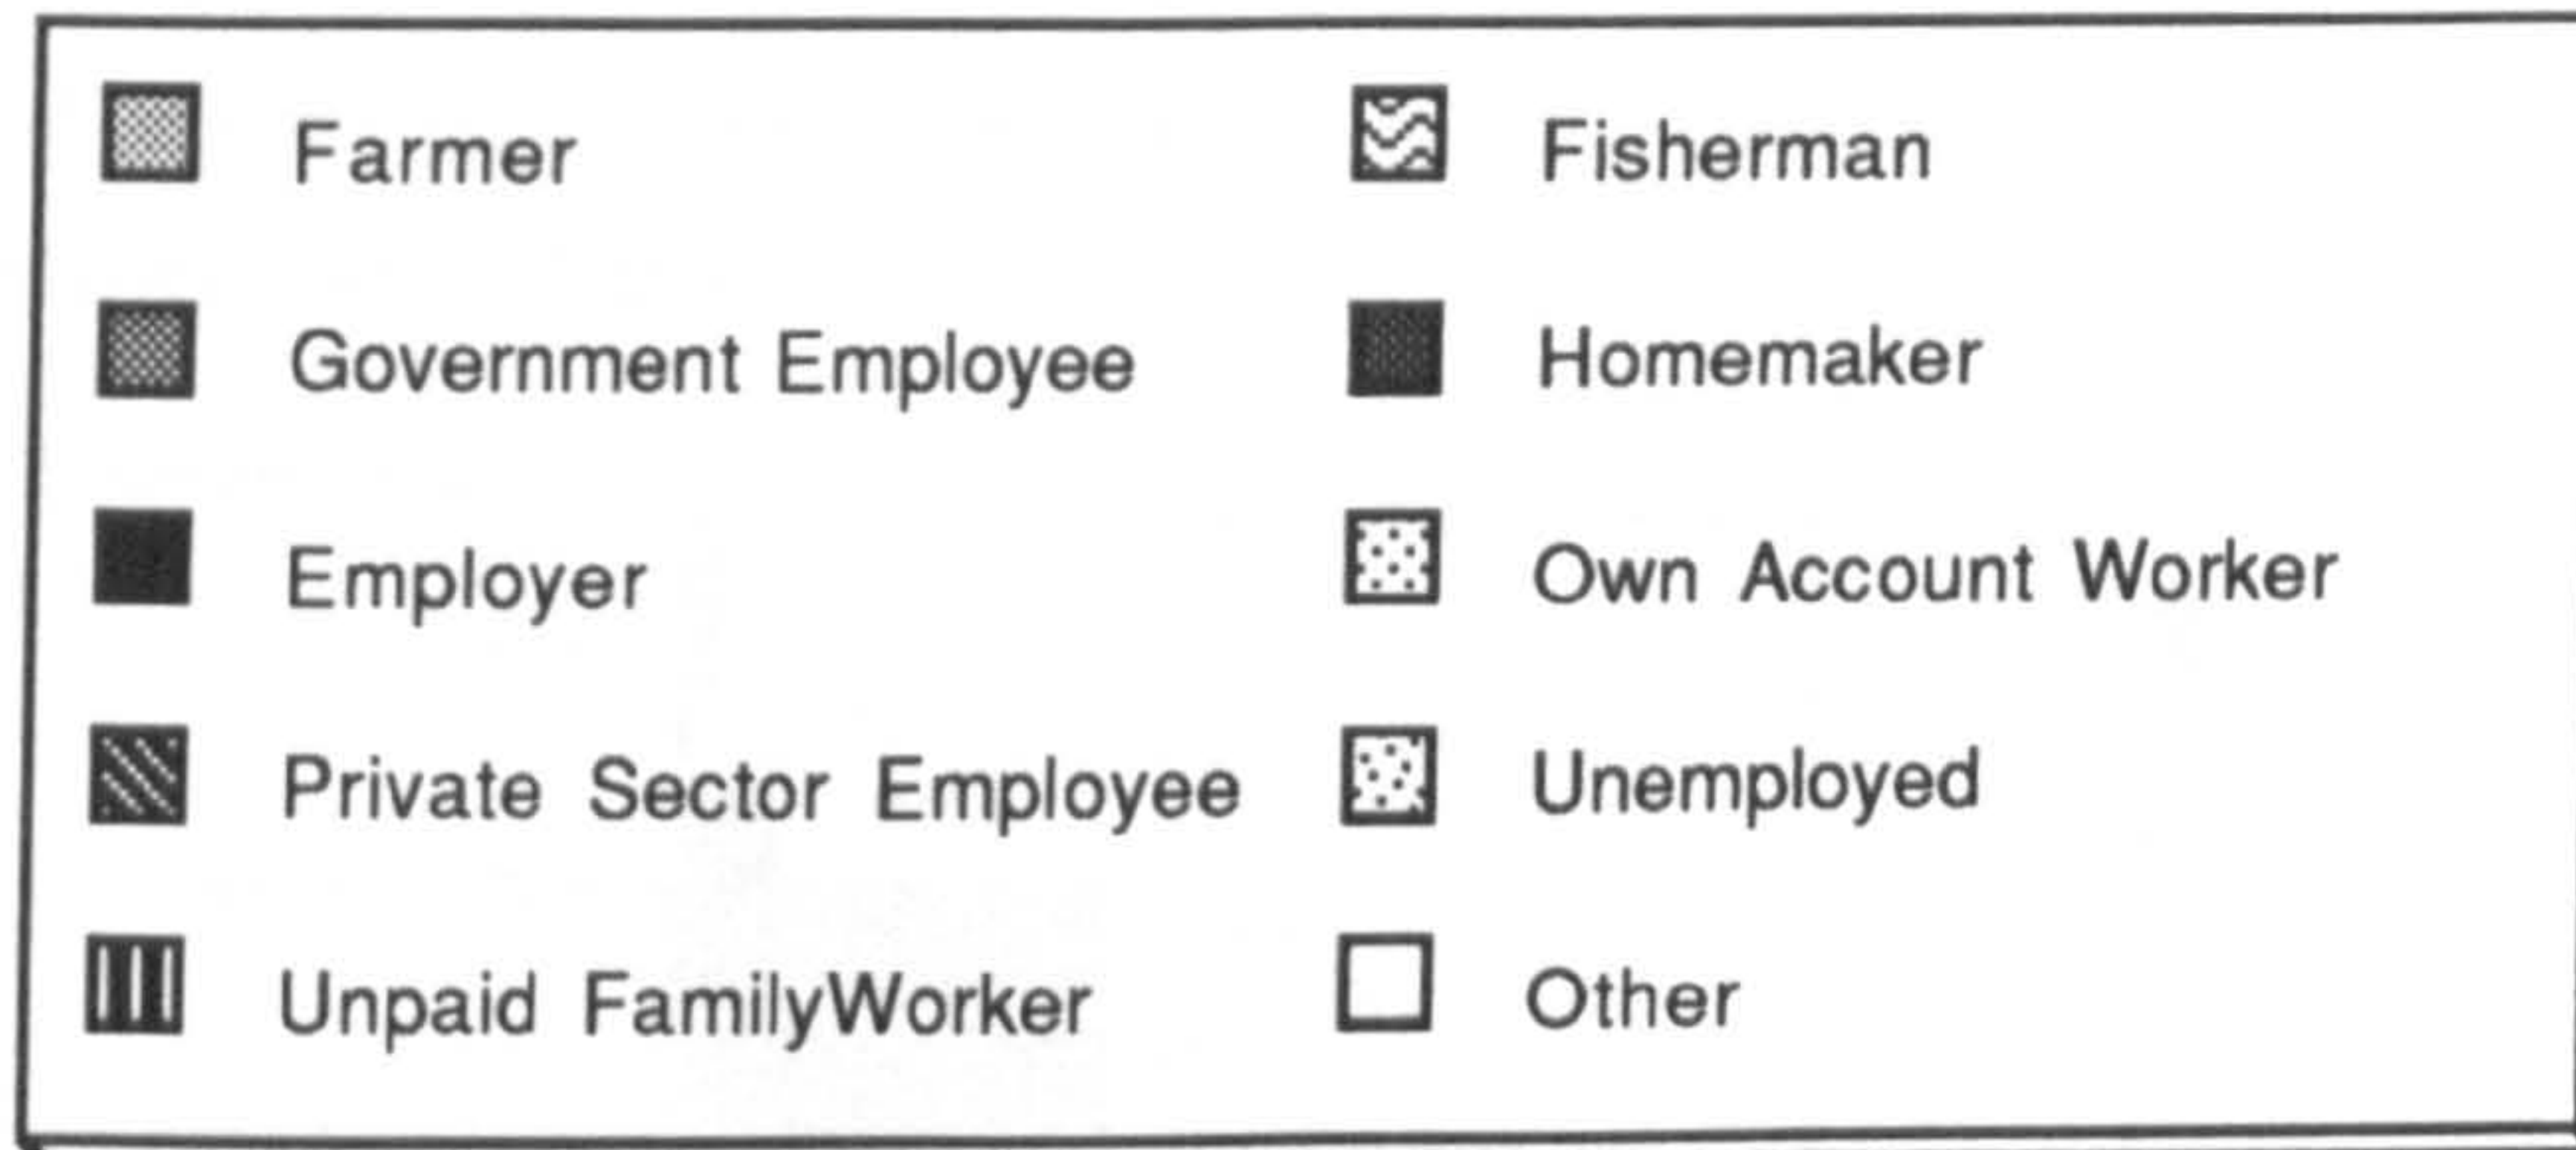 Farmer
Fisherman
Government Employee
Homemaker
Employer
Own Account Worker
Private Sector Employee
Unemployed
Unpaid FamilyWorker
Other